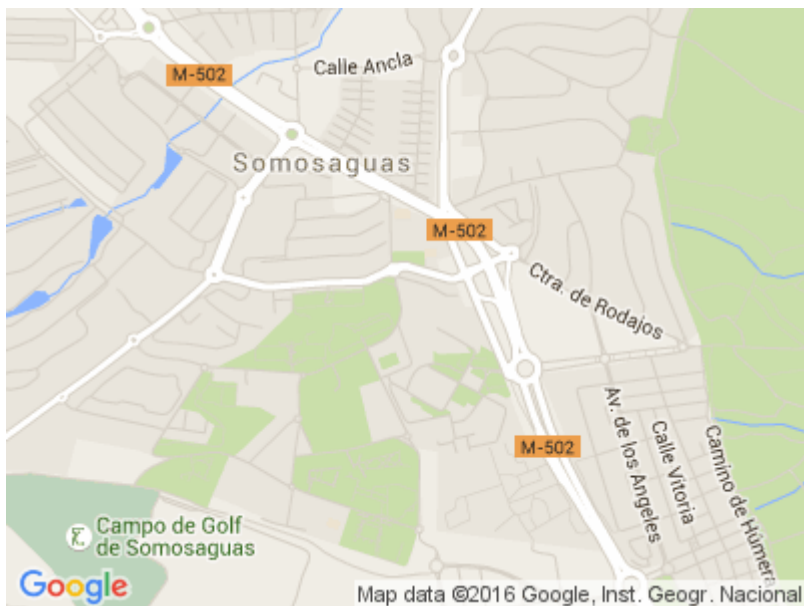 M-502
Calle Ancla
Somosaguas
M-502
Ctra. de Rodajos
M-502
Av. de los Angeles
Calle Vitoria
Camino de Húmera
Campo de Golf
de Somosaguas
Google
Map data ©2016 Google, Inst. Geogr. Nacional